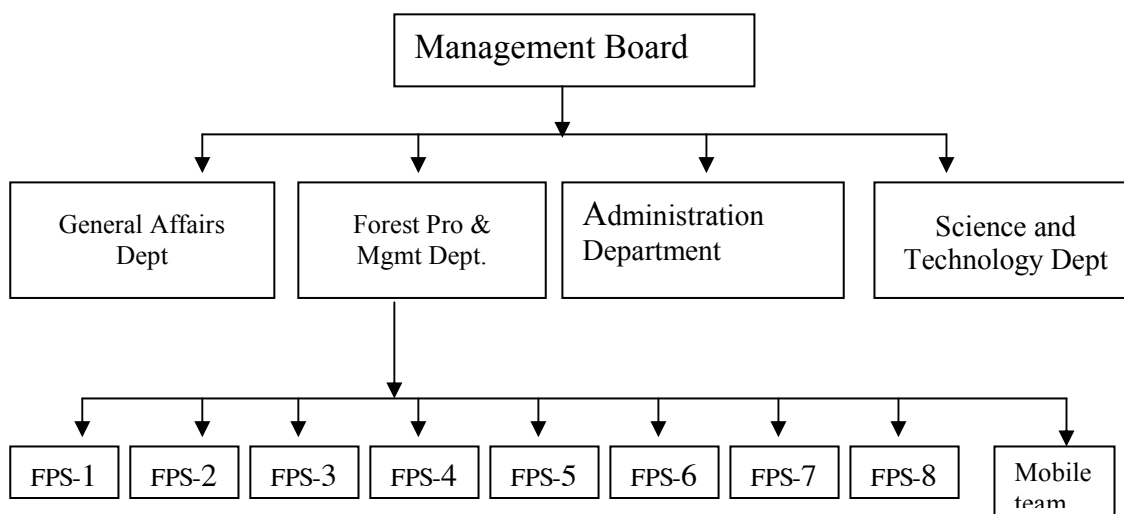 Management Board
General Affairs
Dept
Forest Pro &
Mgmt Dept.
Administration
Department
Science and
Technology Dept
FPS-1
FPS-2
FPS-3
FPS-4
FPS-5
FPS-6
FPS-7
FPS-8
Mobile
team